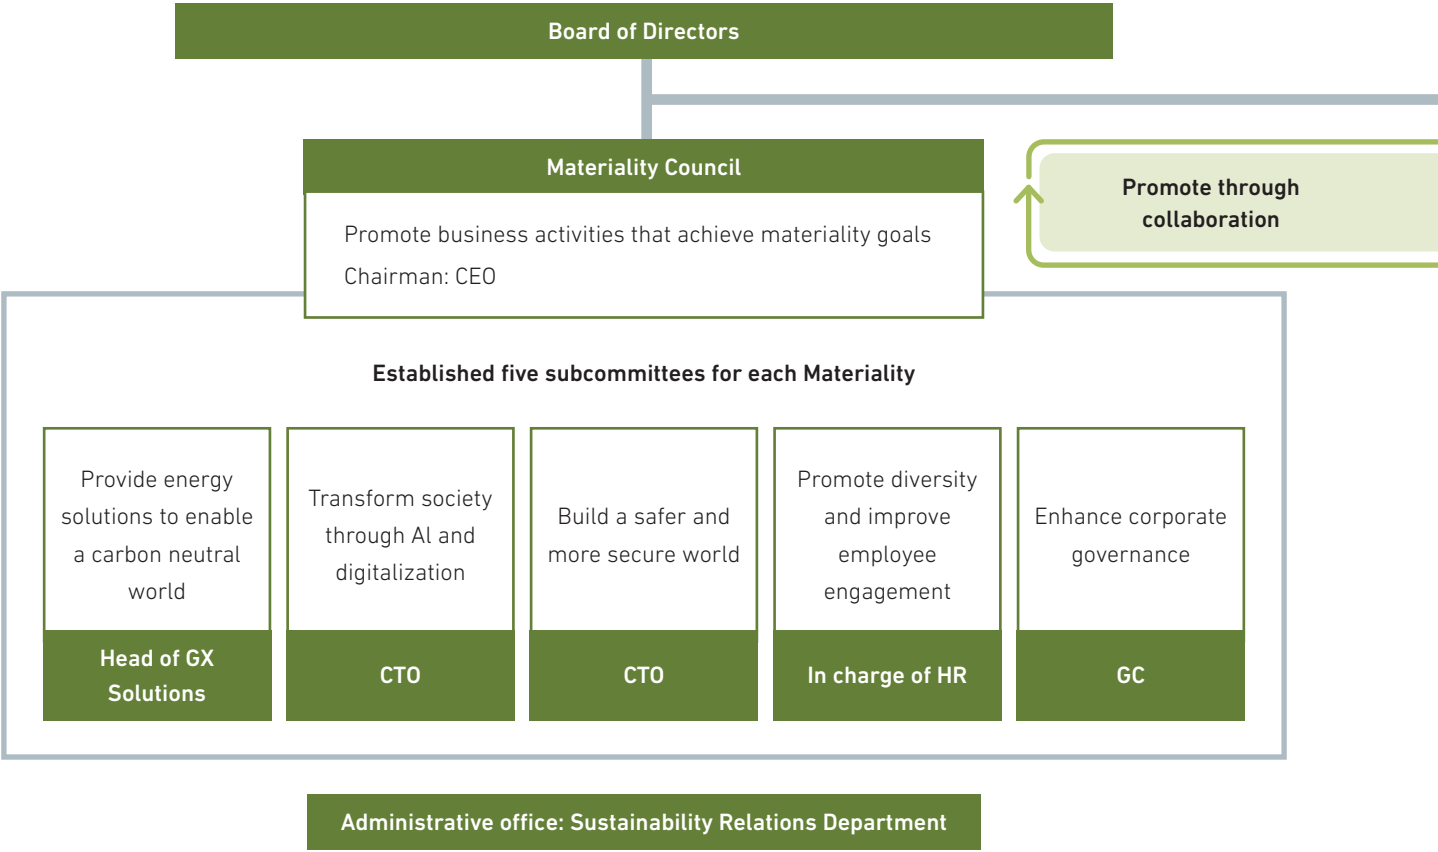 Board of Directors
Materiality Council
Promote business activities that achieve materiality goals
Chairman: CEO
Promote through
collaboration
Established five subcommittees for each Materiality
Provide energy
solutions to enable
a carbon neutral
world
Head of GX
Solutions
Transform society
through Al and
digitalization
CTO
Build a safer and
more secure world
CTO
Promote diversity
and improve
employee
engagement
In charge of HR
Enhance corporate
governance
GC
Administrative office: Sustainability Relations Department